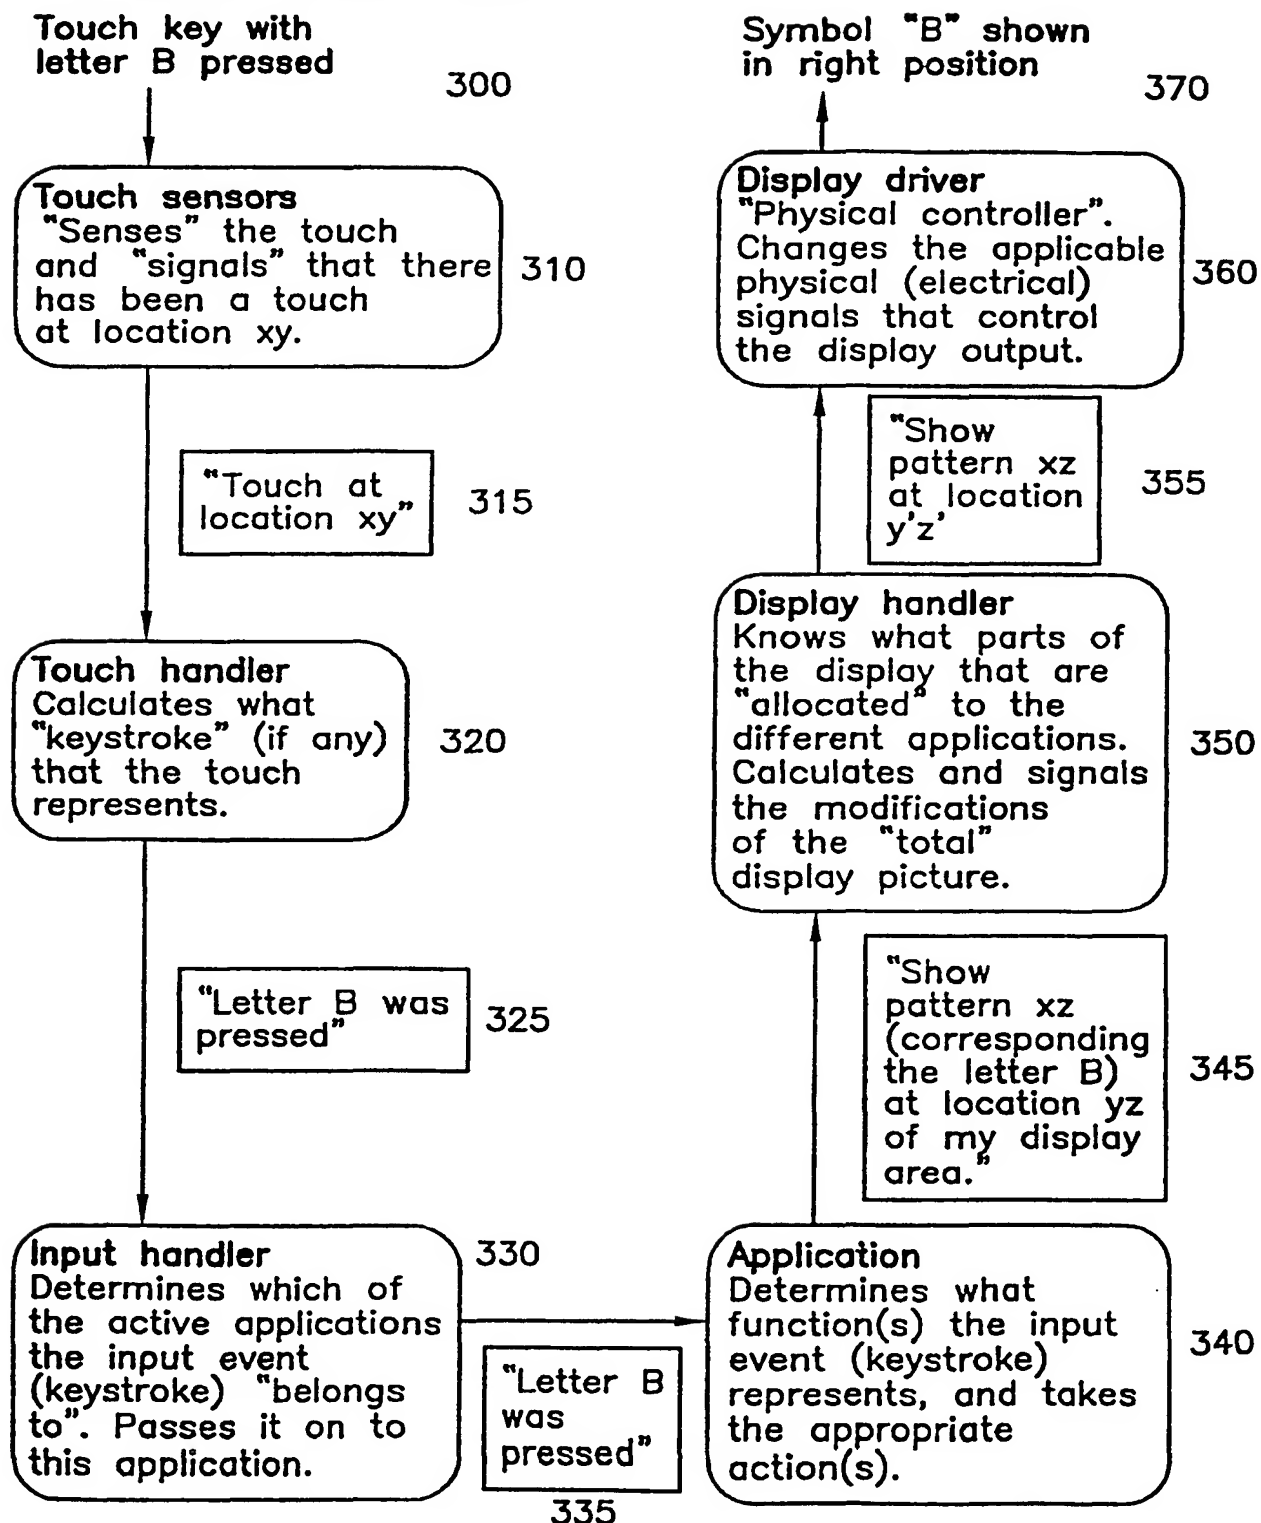 Touch key with
letter B pressed
300
Touch sensors
"Senses" the touch
and "signals" that there
has been a touch
at location xy.
310
"Touch at
location xy"
315
Touch handler
Calculates what
"keystroke" (if any)
that the touch
represents.
320
"Letter B was
pressed"
325
Input handler
Determines which of
the active applications
the input event
(keystroke) "belongs
to". Passes it on to
this application.
330
"Letter B
was
pressed"
335
Application
Determines what
function(s) the input
event (keystroke)
represents, and takes
the appropriate
action(s).
340
"Show
pattern xz
(corresponding
the letter B)
at location yz
of my display
area."
345
Display handler
Knows what parts of
the display that are
"allocated" to the
different applications.
Calculates and signals
the modifications
of the "total"
display picture.
350
"Show
pattern xz
at location
y'z'
355
Display driver
"Physical controller".
Changes the applicable
physical (electrical)
signals that control
the display output.
360
Symbol "B" shown
in right position
370